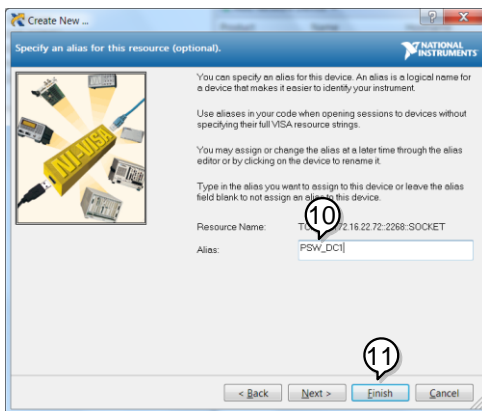 Create New ...
Specify an alias for this resource (optional).
NATIONAL
INSTRUMENTS
You can specify an alias for this device. An alias is a logical name for
a device that makes it easier to identify your instrument.
Use aliases in your code when opening sessions to devices without
specifying their full VISA resource strings.
You may assign or change the alias at a later time through the alias
editor or by clicking on the device to rename it.
Type in the alias you want to assign to this device or leave the alias
field blank to not assign an alias to this device.
NI-VISA
10
Resource Name: 72.16.22.72::2268::SOCKET
Alias: PSW_DC1
11
< Back Next > Finish Cancel